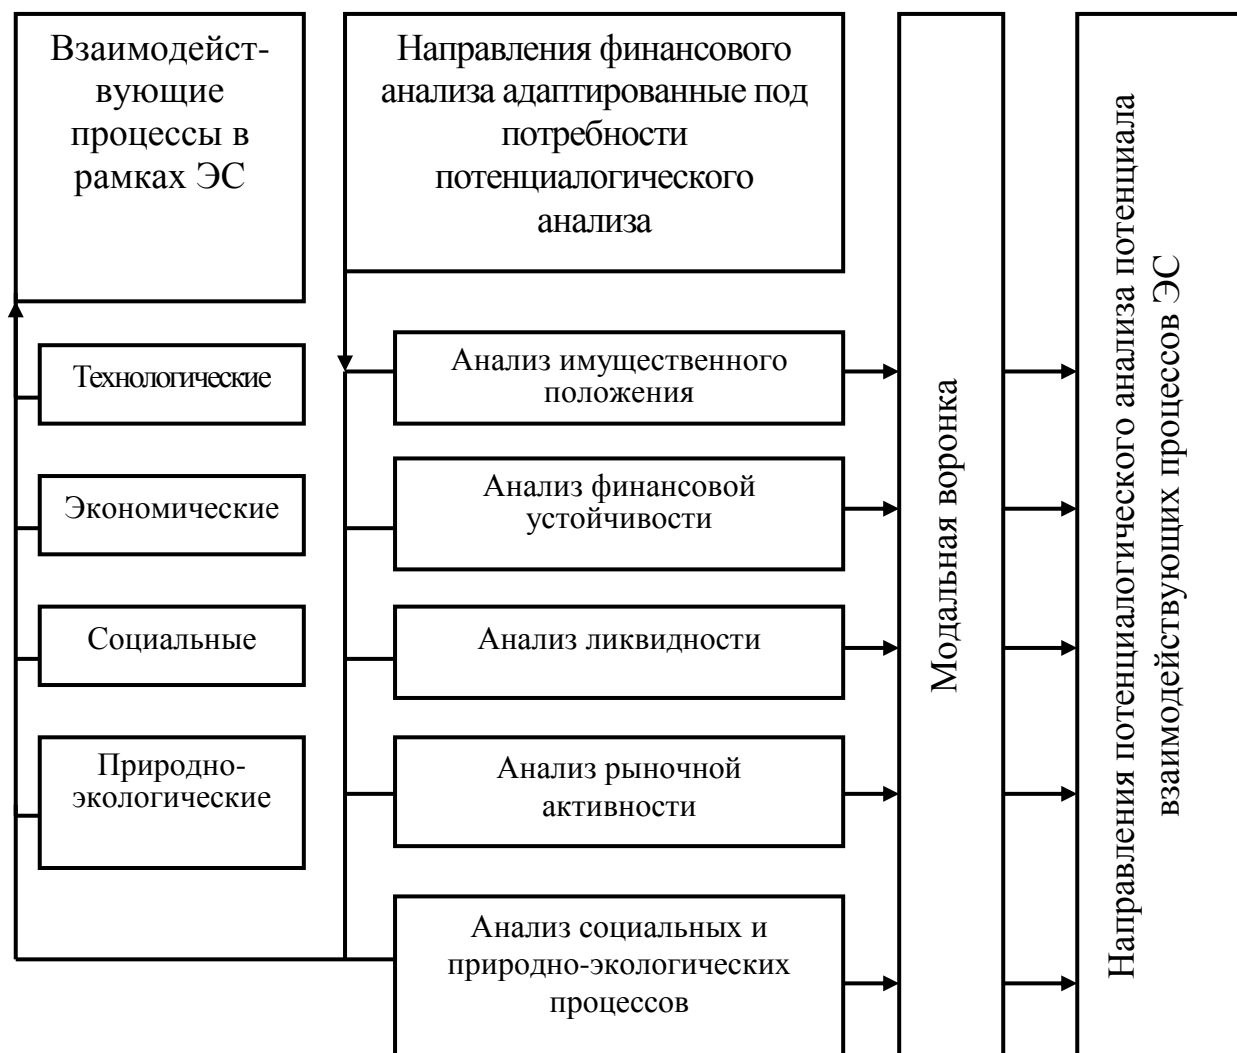 Взаимодейст-
вующие
процессы в
рамках ЭС
Направления финансового
анализа адаптированные под
потребности
потенциалогического
анализа
Технологические
Экономические
Социальные
Природно-
экологические
Анализ имущественного
положения
Анализ финансовой
устойчивости
Анализ ликвидности
Анализ рыночной
активности
Анализ социальных и
природно-экологических
процессов
Модальная воронка
Направления потенциалогического анализа потенциала
взаимодействующих процессов ЭС